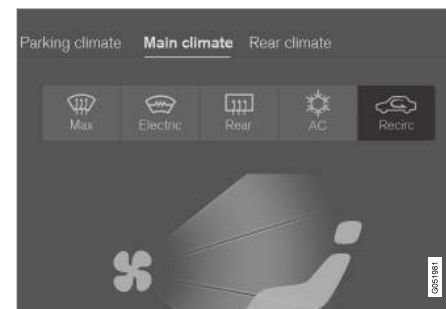 Parking climate Main climate Rear climate
Max Electric Rear AC Recirc
G051981